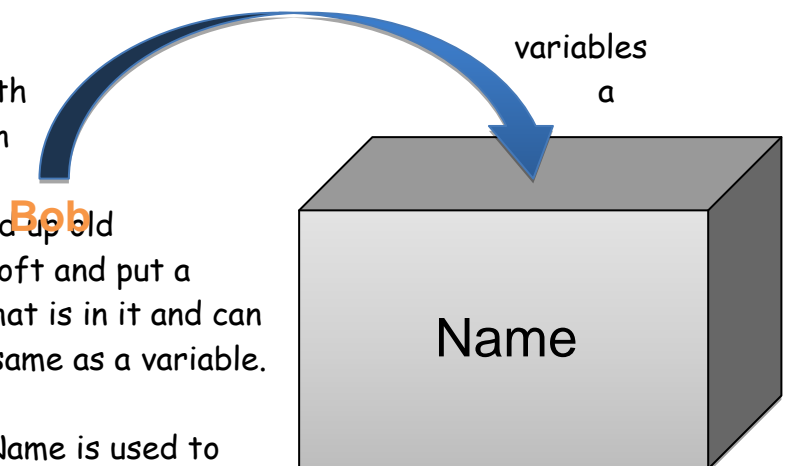 variables
th
a
Bob
up old
oft and put a
hat is in it and can
same as a variable.
Name
Name is used to